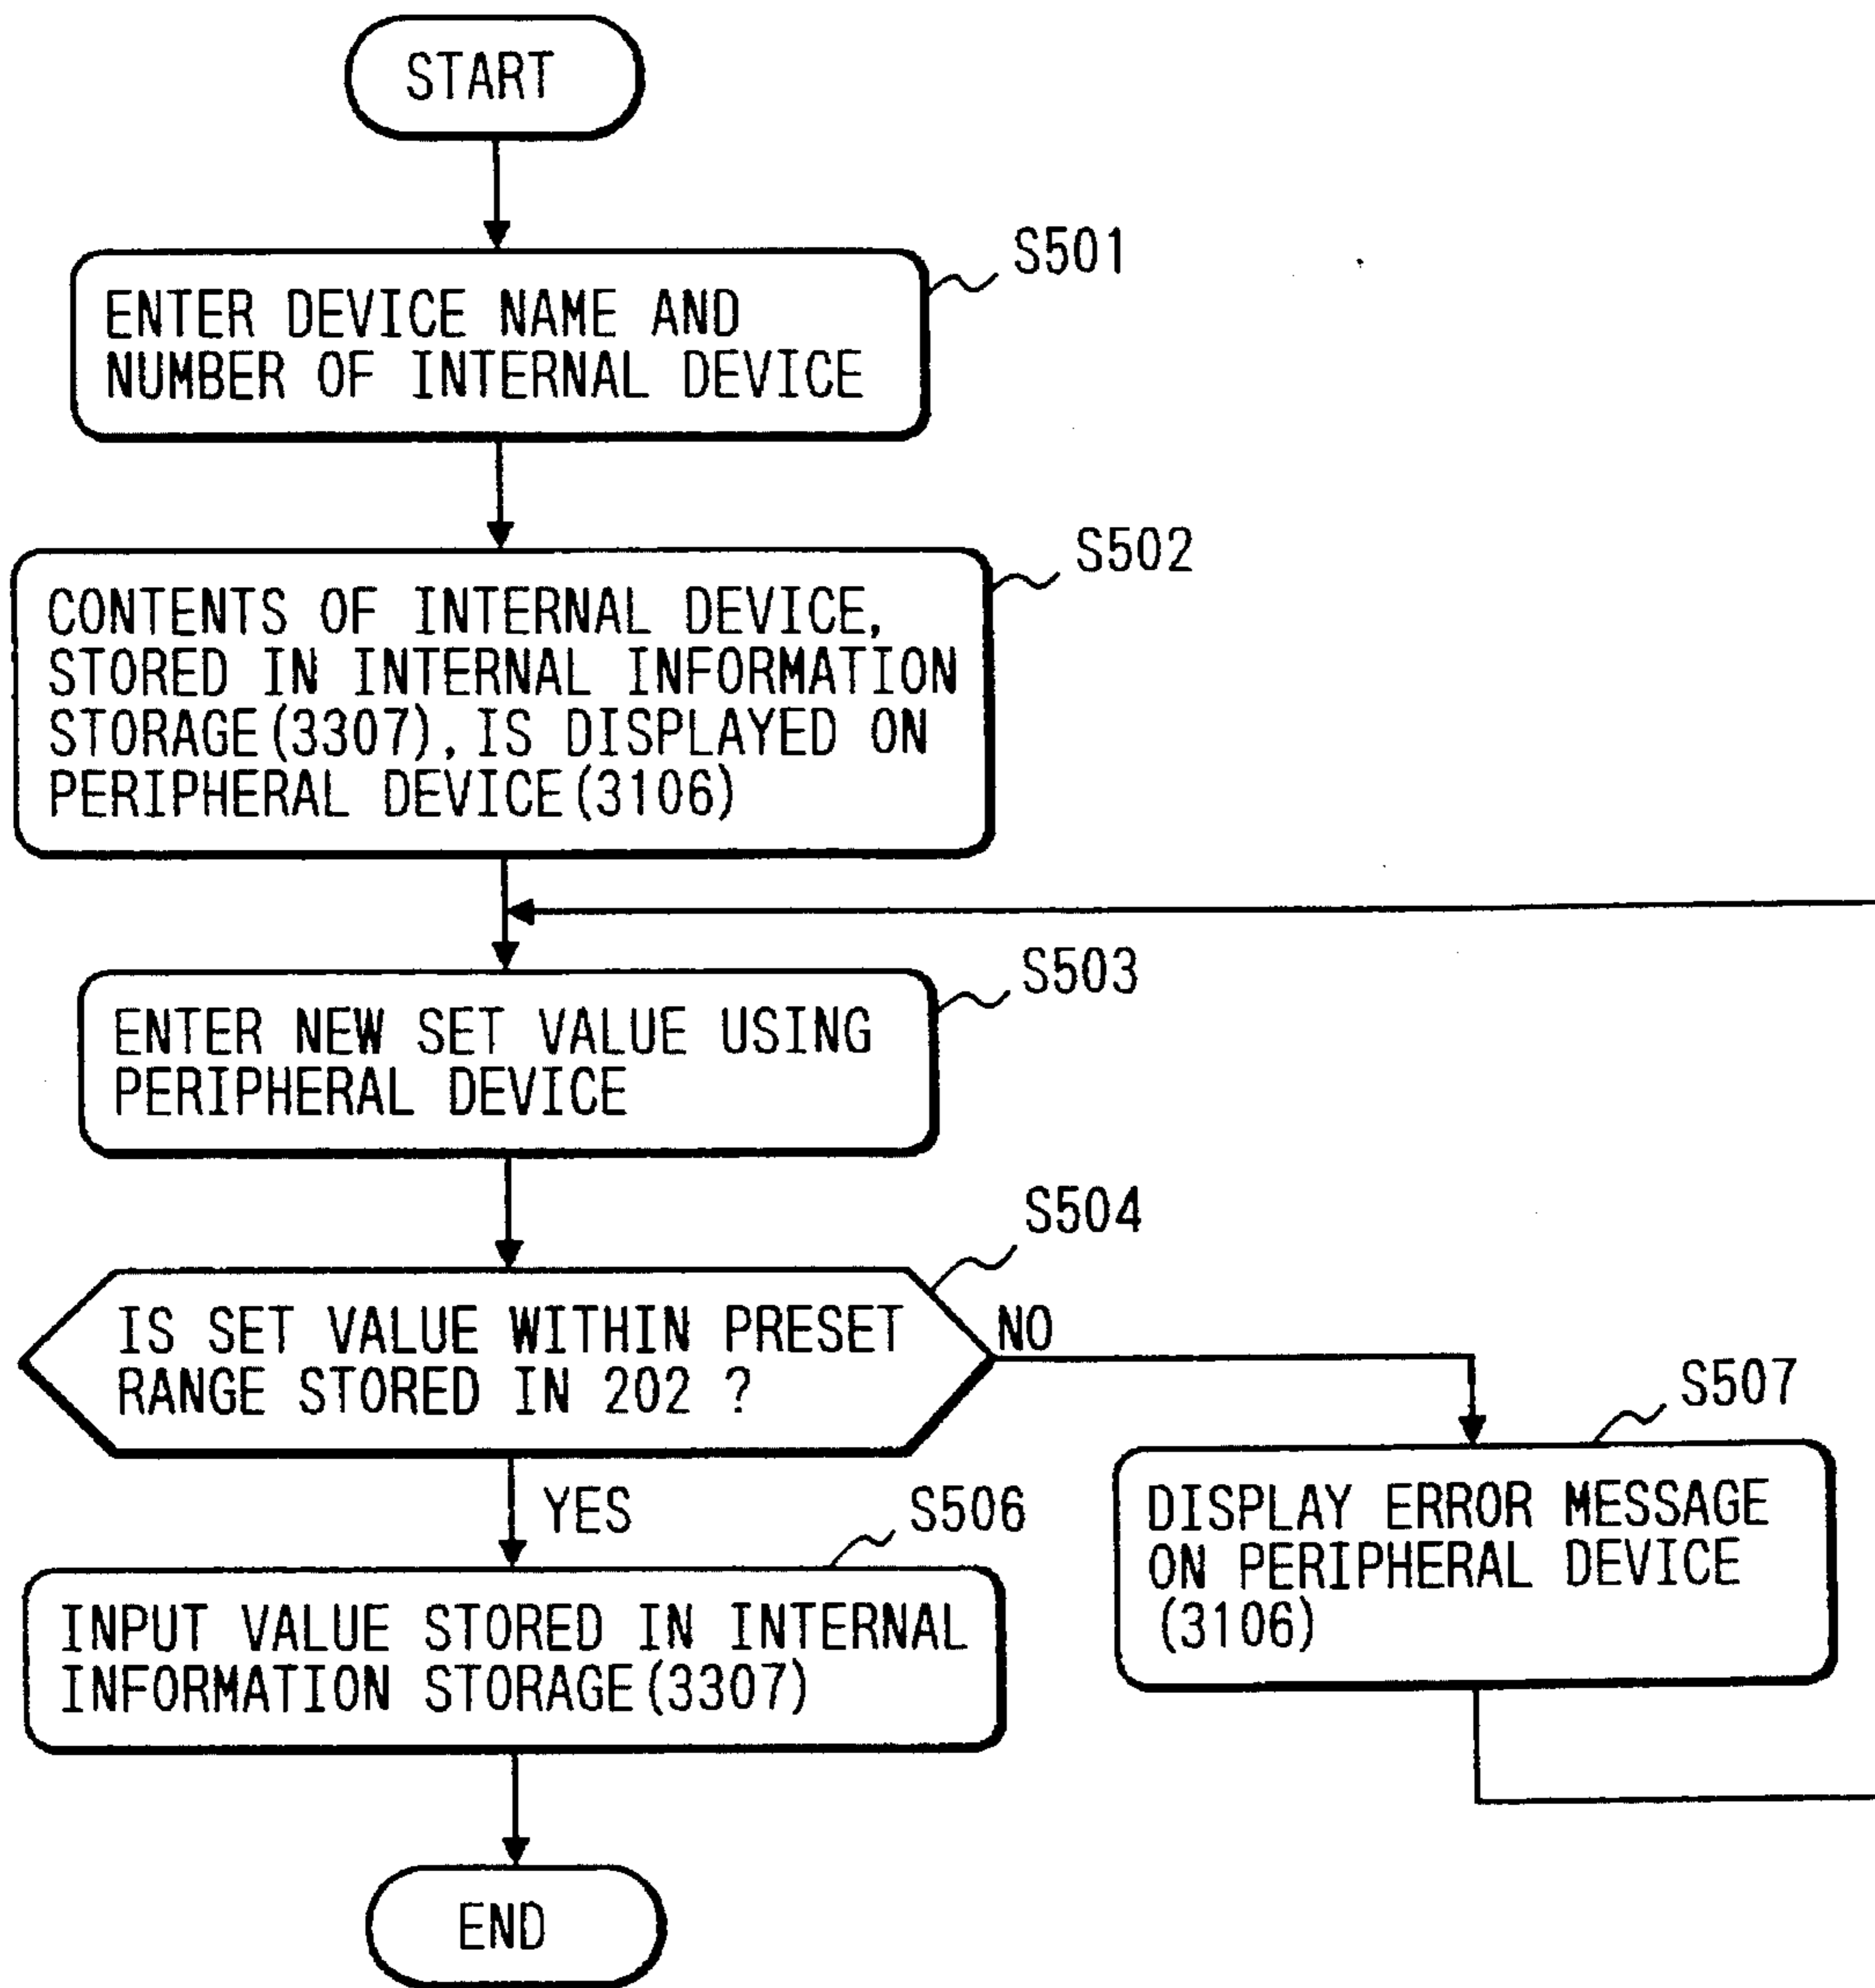 START
S501
ENTER DEVICE NAME AND
NUMBER OF INTERNAL DEVICE
S502
CONTENTS OF INTERNAL DEVICE,
STORED IN INTERNAL INFORMATION
STORAGE(3307), IS DISPLAYED ON
PERIPHERAL DEVICE(3106)
S503
ENTER NEW SET VALUE USING
PERIPHERAL DEVICE
S504
IS SET VALUE WITHIN PRESET
RANGE STORED IN 202 ?
NO
S507
DISPLAY ERROR MESSAGE
ON PERIPHERAL DEVICE
(3106)
YES
S506
INPUT VALUE STORED IN INTERNAL
INFORMATION STORAGE(3307)
END